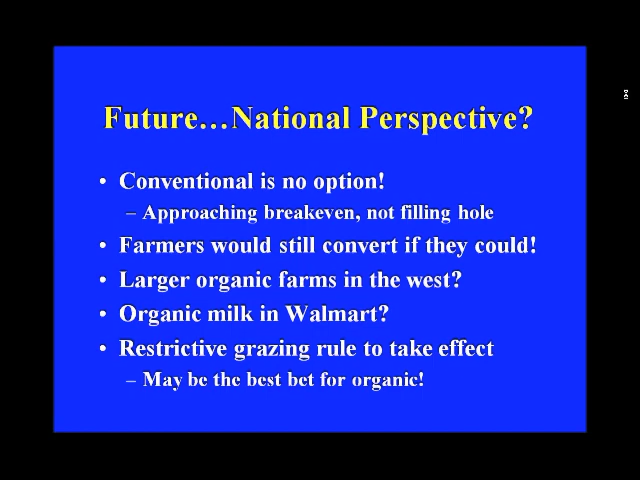 Future…National Perspective?
• Conventional is no option!
– Approaching breakeven, not filling hole
• Farmers would still convert if they could!
• Larger organic farms in the west?
• Organic milk in Walmart?
• Restrictive grazing rule to take effect
– May be the best bet for organic!